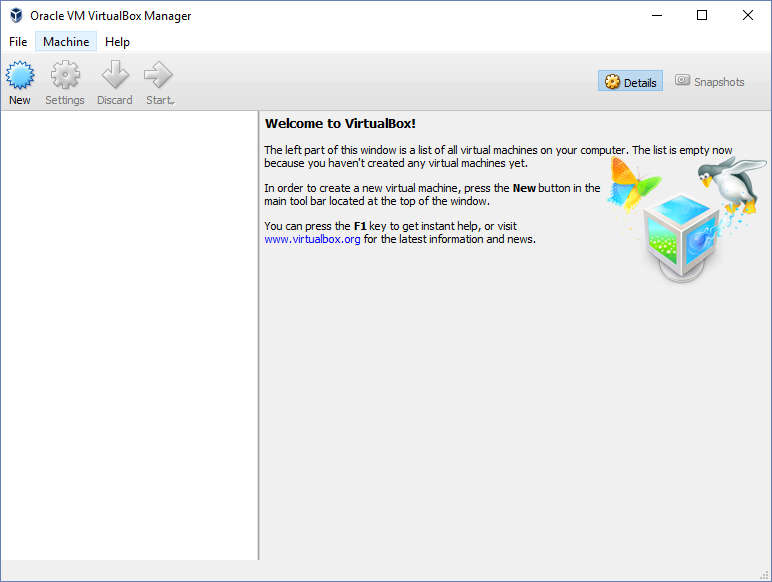 Oracle VM VirtualBox Manager
File Machine Help
New Settings Discard Start
Details Snapshots
Welcome to VirtualBox!
The left part of this window is a list of all virtual machines on your computer. The list is empty now
because you haven't created any virtual machines yet.
In order to create a new virtual machine, press the New button in the
main tool bar located at the top of the window.
You can press the F1 key to get instant help, or visit
www.virtualbox.org for the latest information and news.